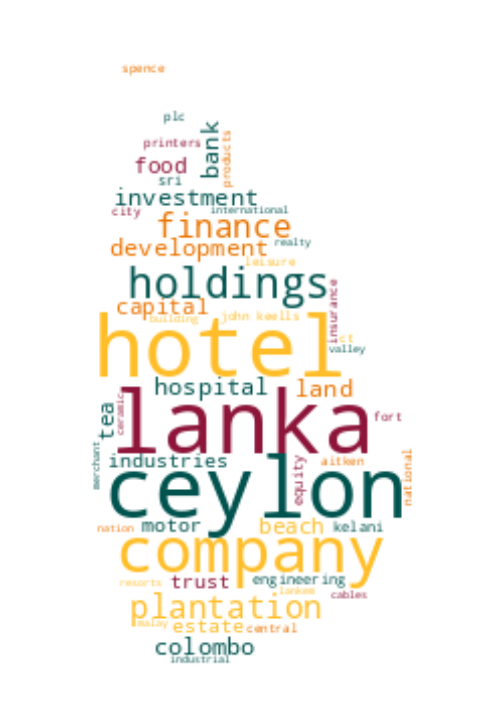 spence
plc
bank
printers
products
food
sri
investment
city
international
finance
development
realty
leisure
holdings
insurance
capital
building
john keells
hotel
ct
valley
hospital
land
lanka
tea
ceramic
fort
merchant
industries
equity
aitken
national
ceylon
nation
motor
beach
kelani
company
resorts
trust
engineering
lankem
cables
plantation
malay
estate
central
colombo
industrial